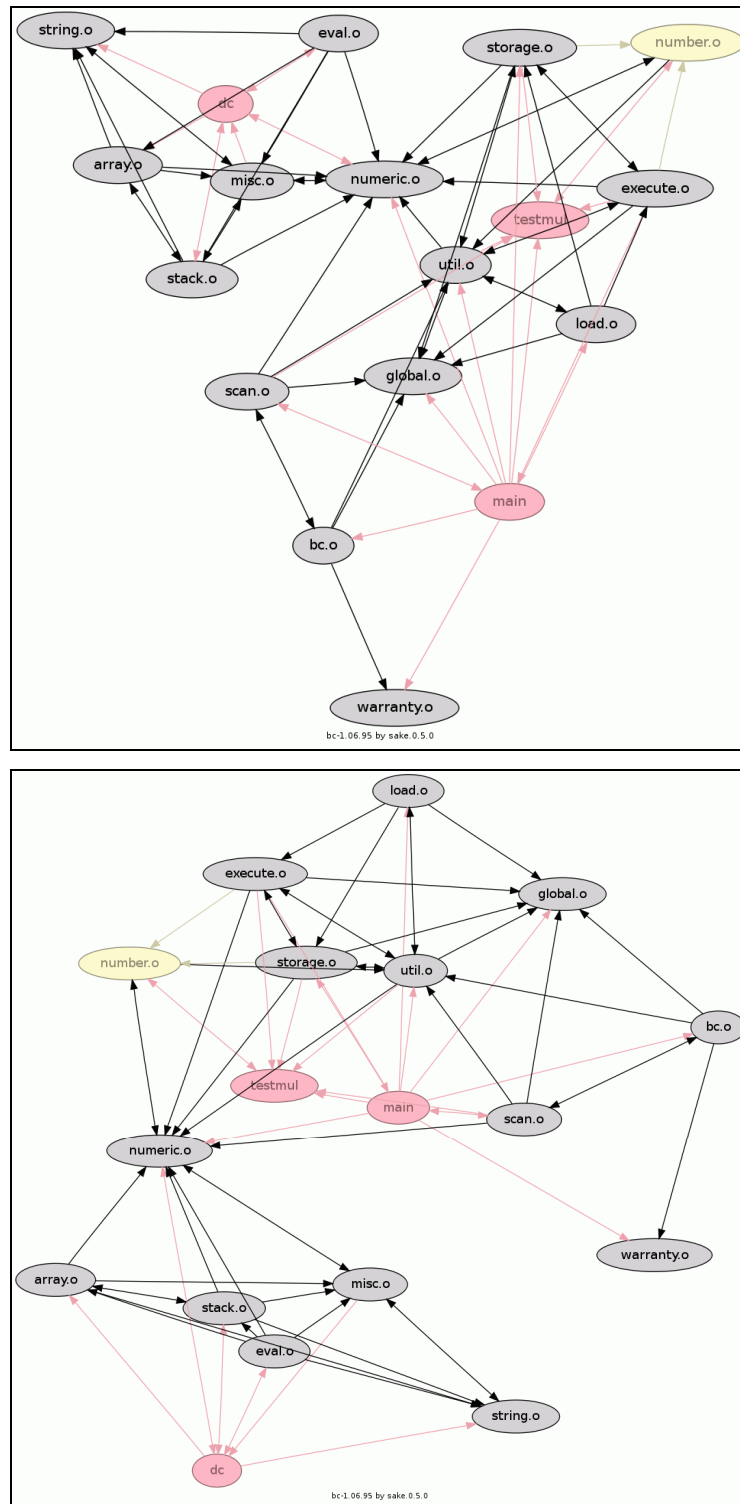 string.o
eval.o
storage.o
number.o
dc
array.o
misc.o
numeric.o
execute.o
testmul
stack.o
util.o
load.o
scan.o
global.o
main
bc.o
warranty.o
bc-1.06.95 by sake.0.5.0
load.o
execute.o
global.o
number.o
storage.o
util.o
bc.o
testmul
main
scan.o
numeric.o
warranty.o
array.o
misc.o
stack.o
eval.o
string.o
dc
bc-1.06.95 by sake.0.5.0